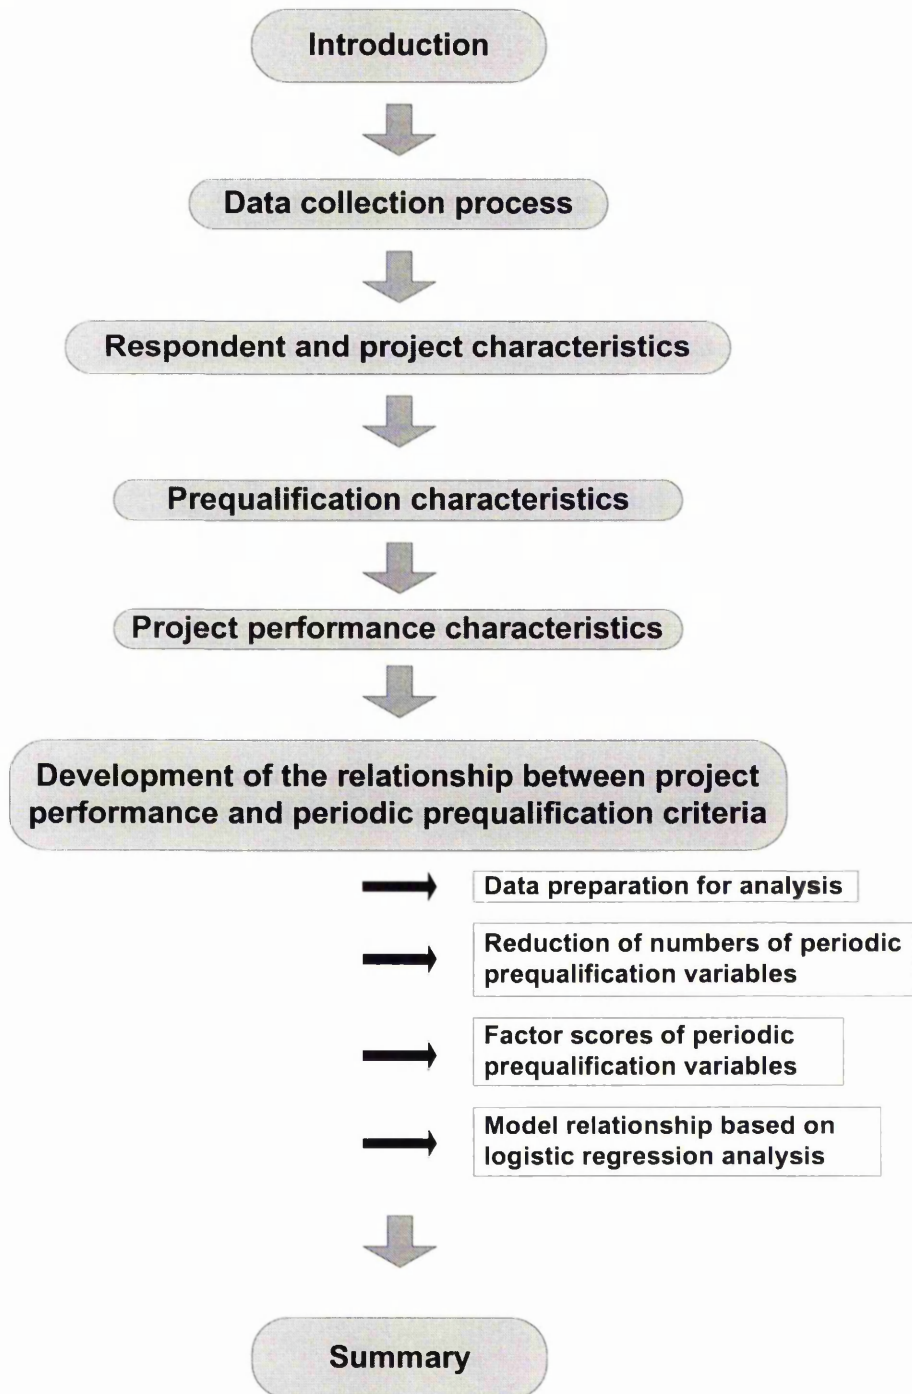 Introduction
Data collection process
Respondent and project characteristics
Prequalification characteristics
Project performance characteristics
Development of the relationship between project
performance and periodic prequalification criteria
Data preparation for analysis
Reduction of numbers of periodic
prequalification variables
Factor scores of periodic
prequalification variables
Model relationship based on
logistic regression analysis
Summary